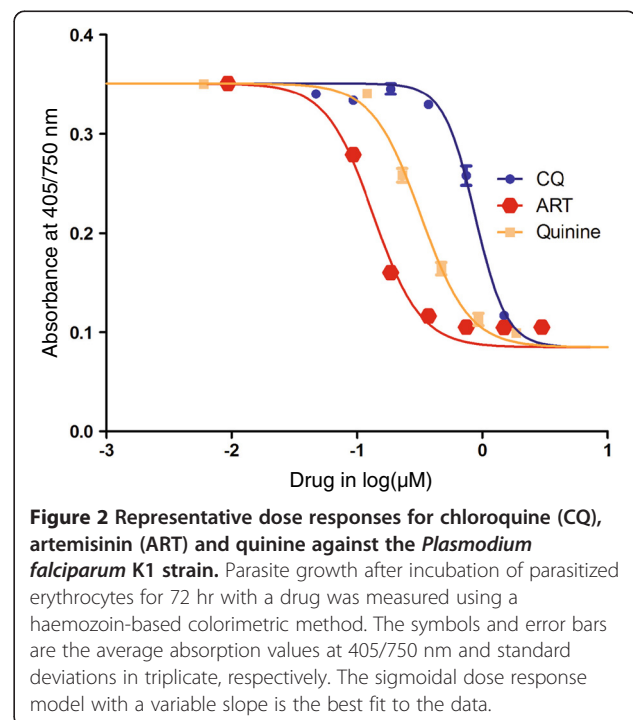 0.4
0.3
0.2
0.1
0.0
Absorbance at 405/750 nm
CQ
ART
Quinine
-3
-2
-1
0
1
Drug in log(µM)
Figure 2 Representative dose responses for chloroquine (CQ),
artemisinin (ART) and quinine against the Plasmodium
falciparum K1 strain. Parasite growth after incubation of parasitized
erythrocytes for 72 hr with a drug was measured using a
haemozoin-based colorimetric method. The symbols and error bars
are the average absorption values at 405/750 nm and standard
deviations in triplicate, respectively. The sigmoidal dose response
model with a variable slope is the best fit to the data.